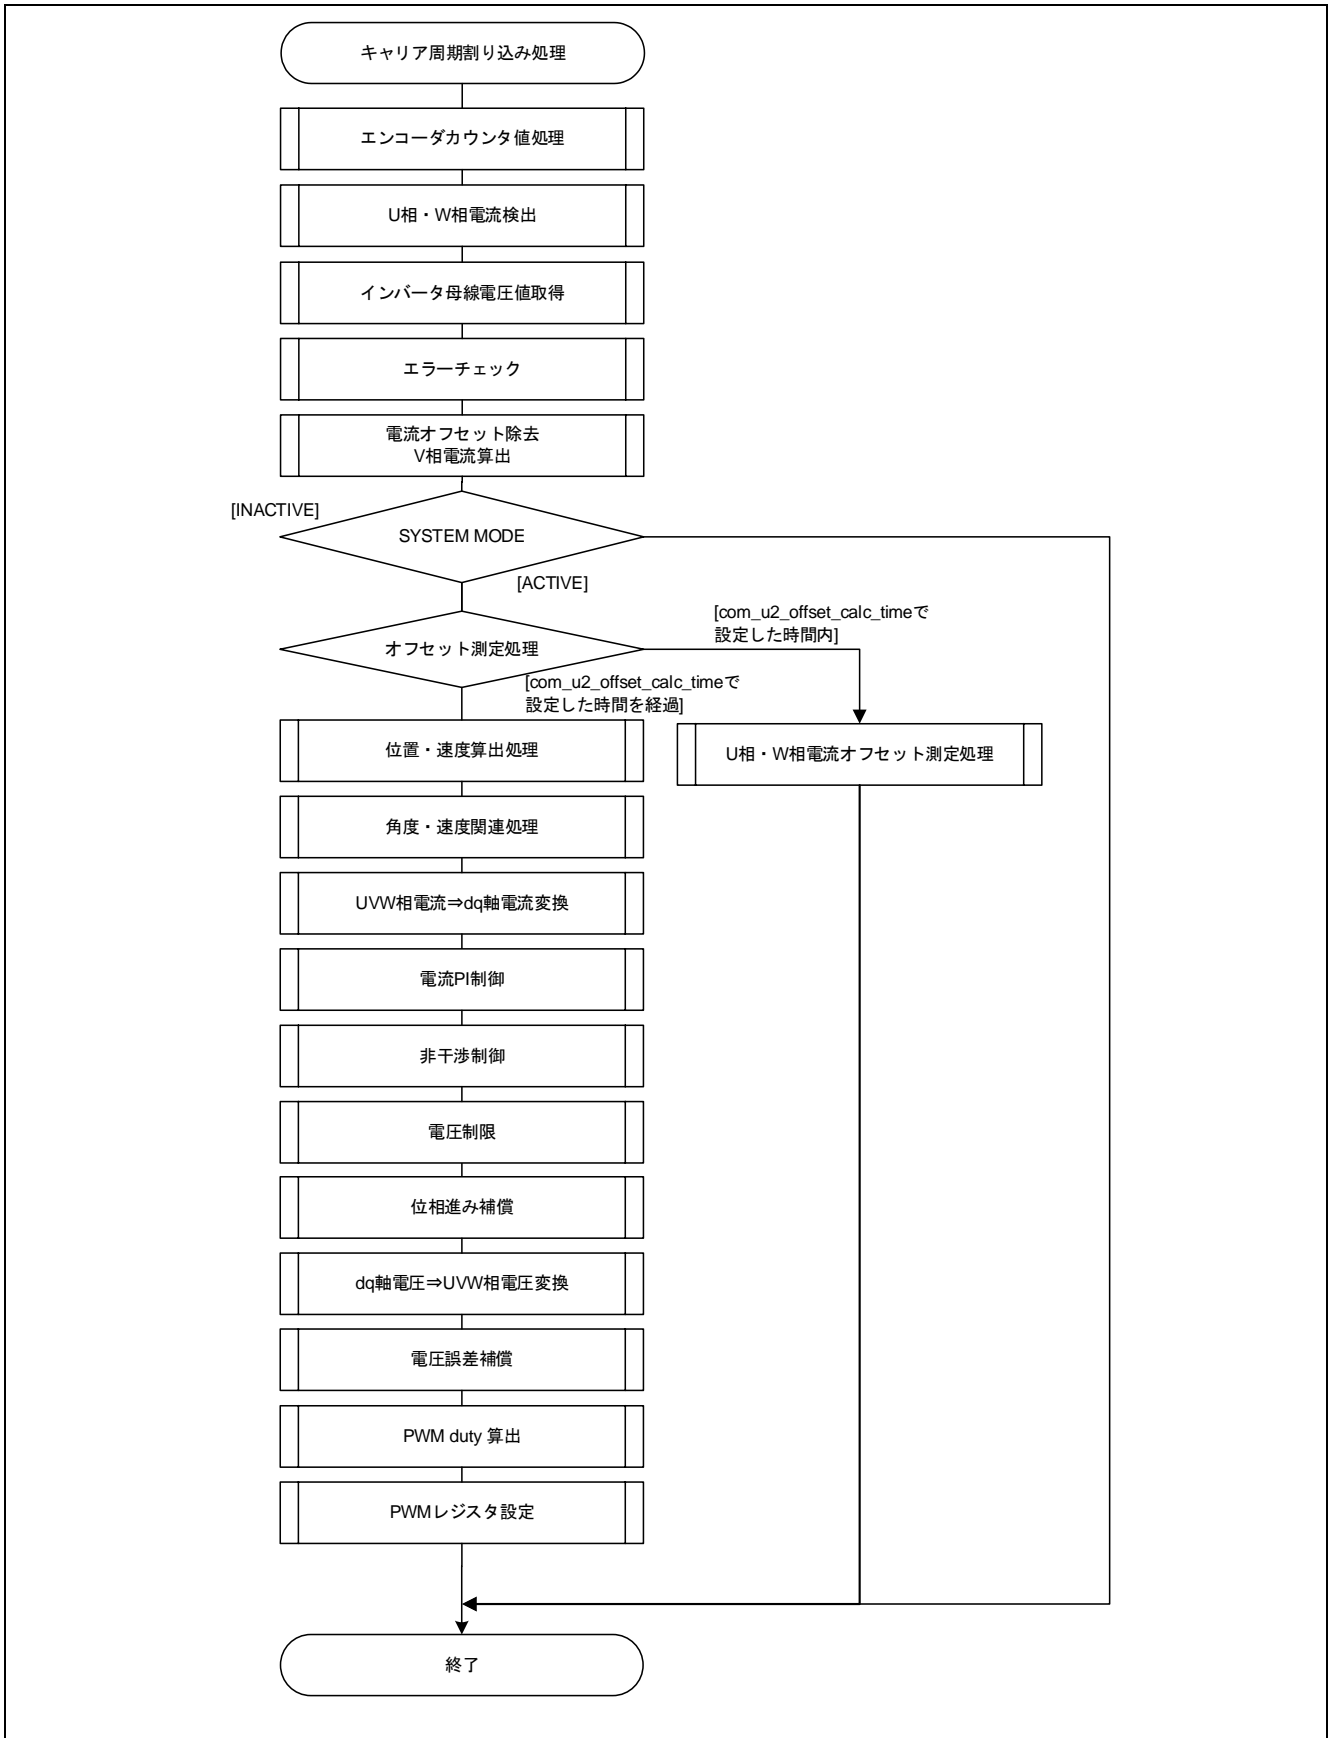 キャリア周期割り込み処理
エンコーダカウンタ値処理
U相・W相電流検出
インバータ母線電圧値取得
エラーチェック
電流オフセット除去
V相電流算出
[INACTIVE]
SYSTEM MODE
[ACTIVE]
[com_u2_offset_calc_timeで
設定した時間内]
オフセット測定処理
[com_u2_offset_calc_timeで
設定した時間を経過]
位置・速度算出処理
U相・W相電流オフセット測定処理
角度・速度関連処理
UVW相電流⇒dq軸電流変換
電流PI制御
非干渉制御
電圧制限
位相進み補償
dq軸電圧⇒UVW相電圧変換
電圧誤差補償
PWM duty 算出
PWMレジスタ設定
終了